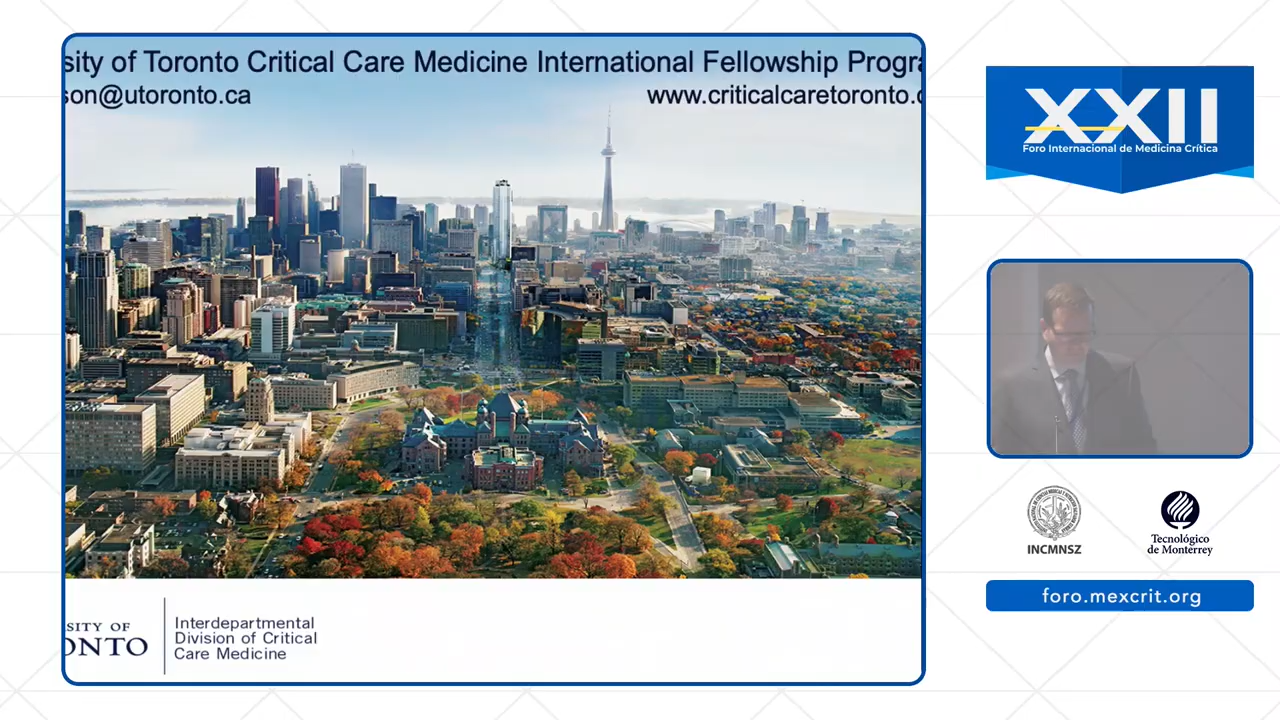 sity of Toronto Critical Care Medicine International Fellowship Progra
son@utoronto.ca
www.criticalcaretoronto.c
SITY OF
ONTO
Interdepartmental
Division of Critical
Care Medicine
XXII
Foro Internacional de Medicina Crítica
INCMNSZ
Tecnológico
de Monterrey
foro.mexcrit.org